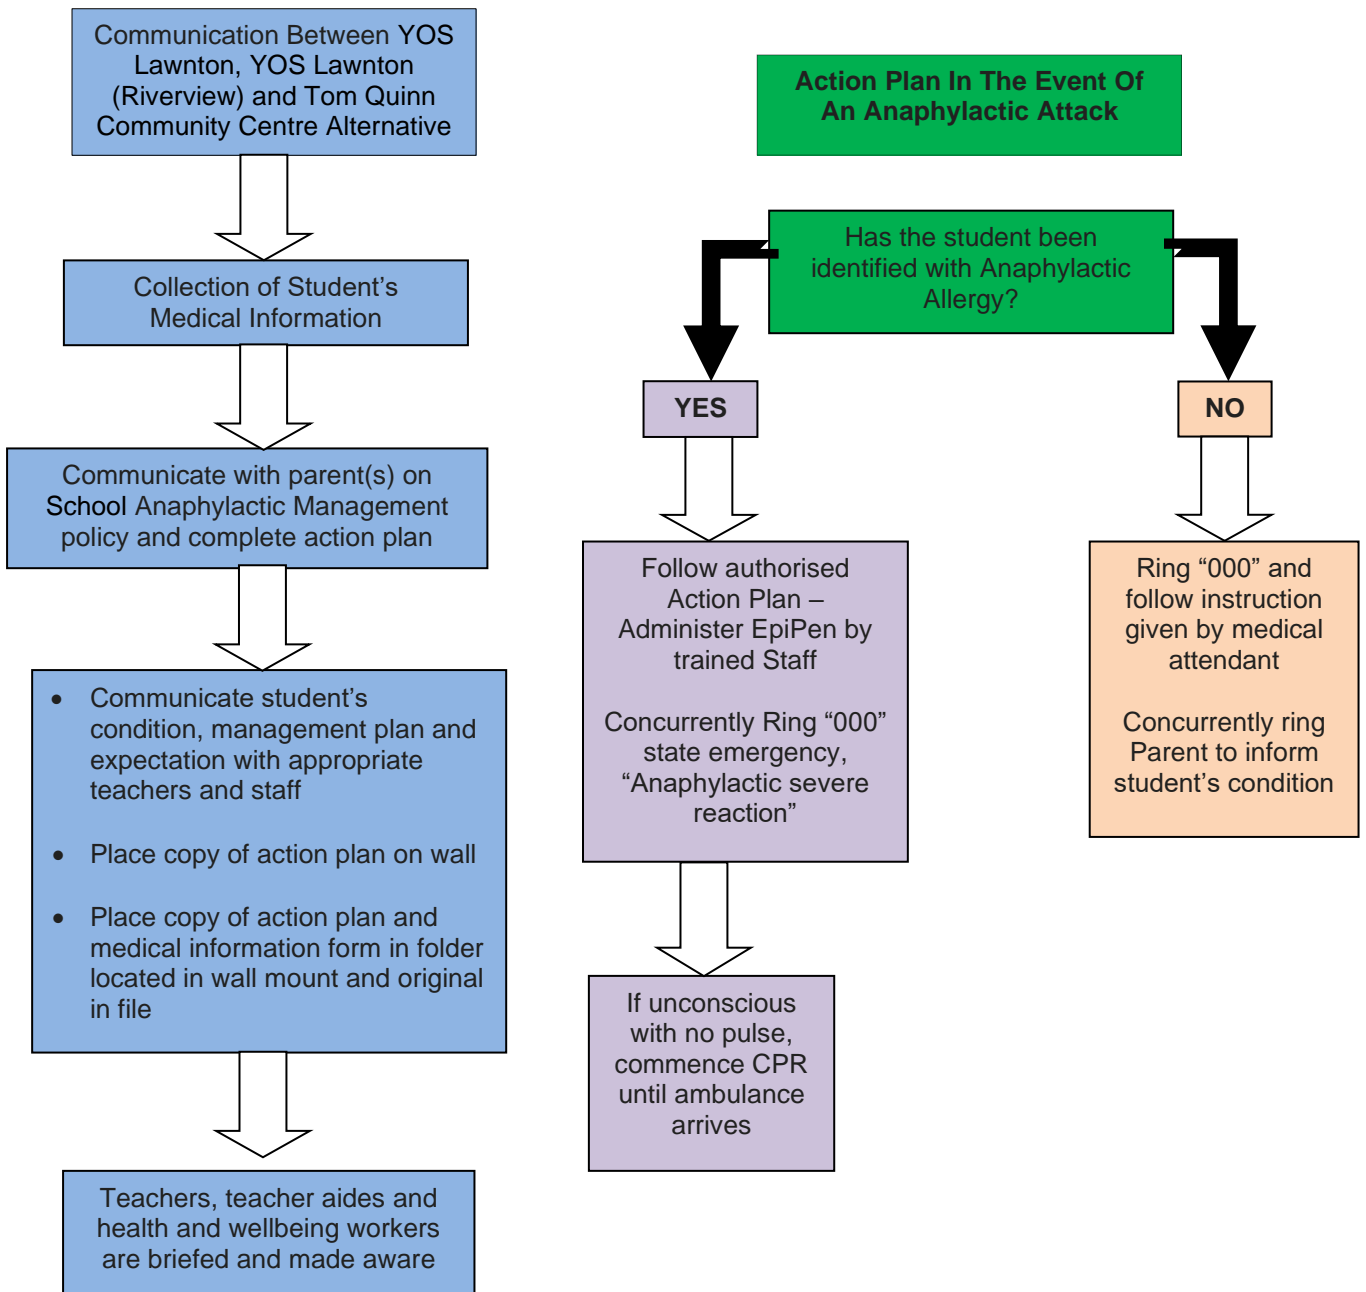 Communication Between YOS
Lawnton, YOS Lawnton
(Riverview) and Tom Quinn
Community Centre Alternative
Collection of Student’s
Medical Information
Communicate with parent(s) on
School Anaphylactic Management
policy and complete action plan
• Communicate student’s
condition, management plan and
expectation with appropriate
teachers and staff
• Place copy of action plan on wall
• Place copy of action plan and
medical information form in folder
located in wall mount and original
in file
Teachers, teacher aides and
health and wellbeing workers
are briefed and made aware
Action Plan In The Event Of
An Anaphylactic Attack
Has the student been
identified with Anaphylactic
Allergy?
YES
Follow authorised
Action Plan –
Administer EpiPen by
trained Staff
Concurrently Ring “000”
state emergency,
“Anaphylactic severe
reaction”
If unconscious
with no pulse,
commence CPR
until ambulance
arrives
NO
Ring “000” and
follow instruction
given by medical
attendant
Concurrently ring
Parent to inform
student’s condition